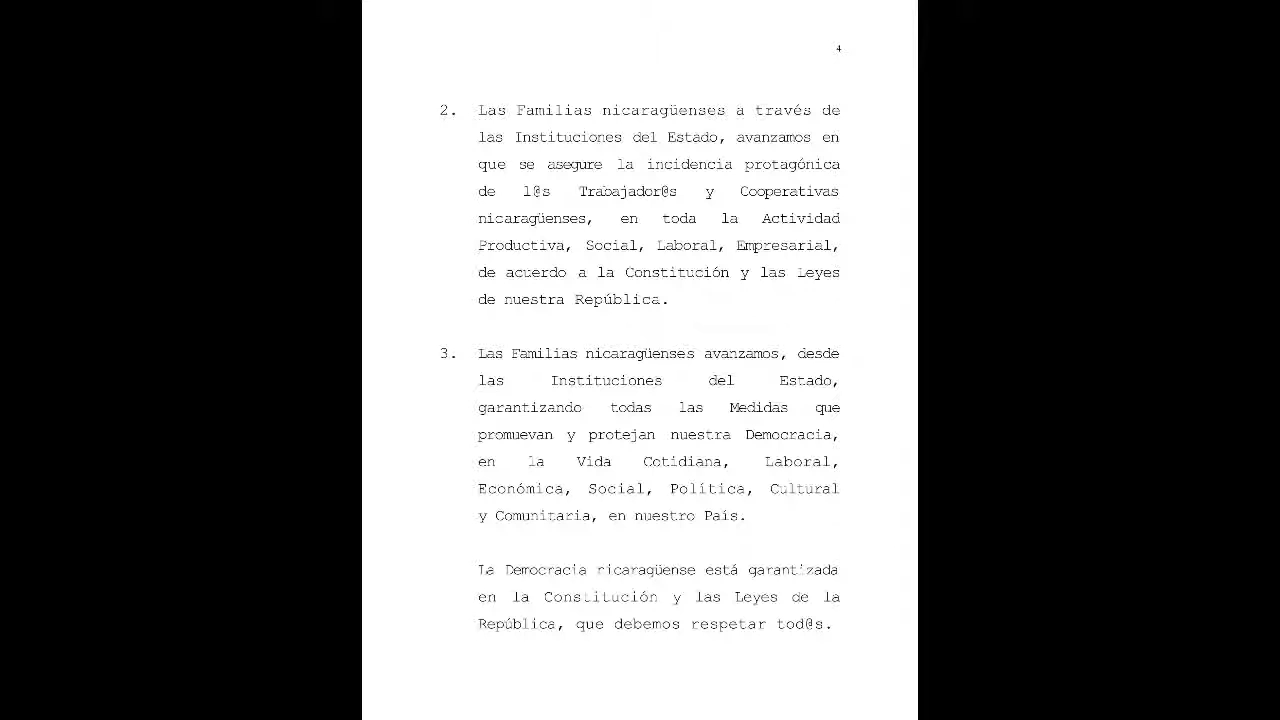 4
2. Las Familias nicaragüenses a través de
las Instituciones del Estado, avanzamos en
que se asegure la incidencia protagónica
de l@s Trabajador@s y Cooperativas
nicaragüenses, en toda la Actividad
Productiva, Social, Laboral, Empresarial,
de acuerdo a la Constitución y las Leyes
de nuestra República.
3. Las Familias nicaragüenses avanzamos, desde
las Instituciones del Estado,
garantizando todas las Medidas que
promuevan y protejan nuestra Democracia,
en la Vida Cotidiana, Laboral,
Económica, Social, Política, Cultural
y Comunitaria, en nuestro País.
La Democracia nicaragüense está garantizada
en la Constitución y las Leyes de la
República, que debemos respetar tod@s.